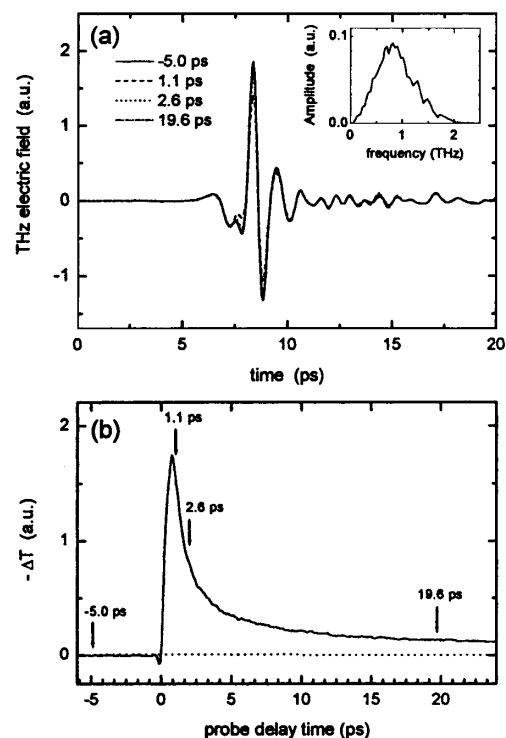 (a)
-5.0 ps
1.1 ps
2.6 ps
19.6 ps
THz electric field (a.u.)
2
1
0
-1
0 5 10 15 20
time (ps)
Amplitude (a.u.)
0.1
0.0
0 1 2
frequency (THz)
(b)
1.1 ps
2.6 ps
-5.0 ps
19.6 ps
- ΔT (a.u.)
2
1
0
-5 0 5 10 15 20
probe delay time (ps)